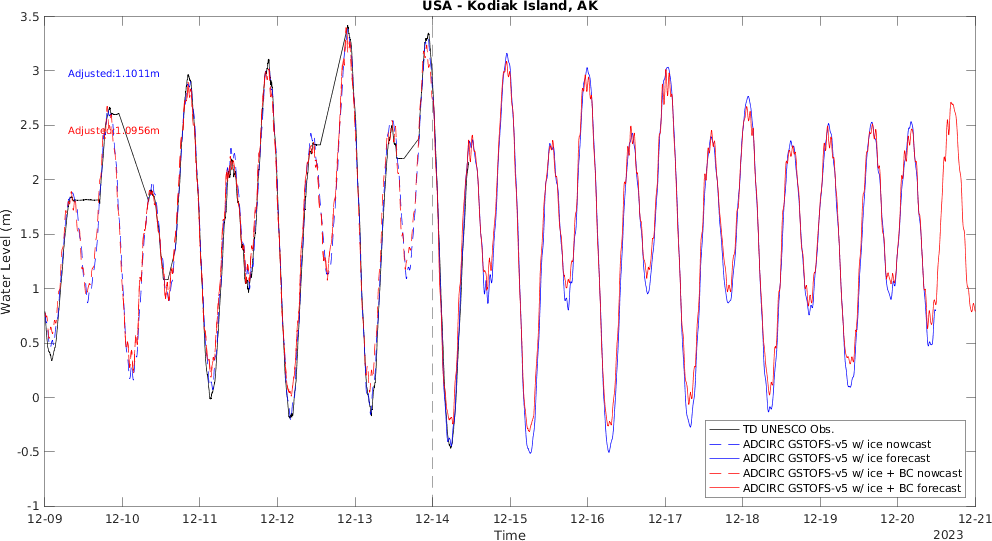 USA - Kodiak Island, AK
3.5
3
2.5
2
1.5
1
0.5
0
-0.5
-1
Water Level (m)
Adjusted:1.1011m
Adjusted:1.0956m
TD UNESCO Obs.
ADCIRC GSTOFS-v5 w/ ice nowcast
ADCIRC GSTOFS-v5 w/ ice forecast
ADCIRC GSTOFS-v5 w/ ice + BC nowcast
ADCIRC GSTOFS-v5 w/ ice + BC forecast
12-09 12-10 12-11 12-12 12-13 12-14 12-15 12-16 12-17 12-18 12-19 12-20 12-21
Time
2023